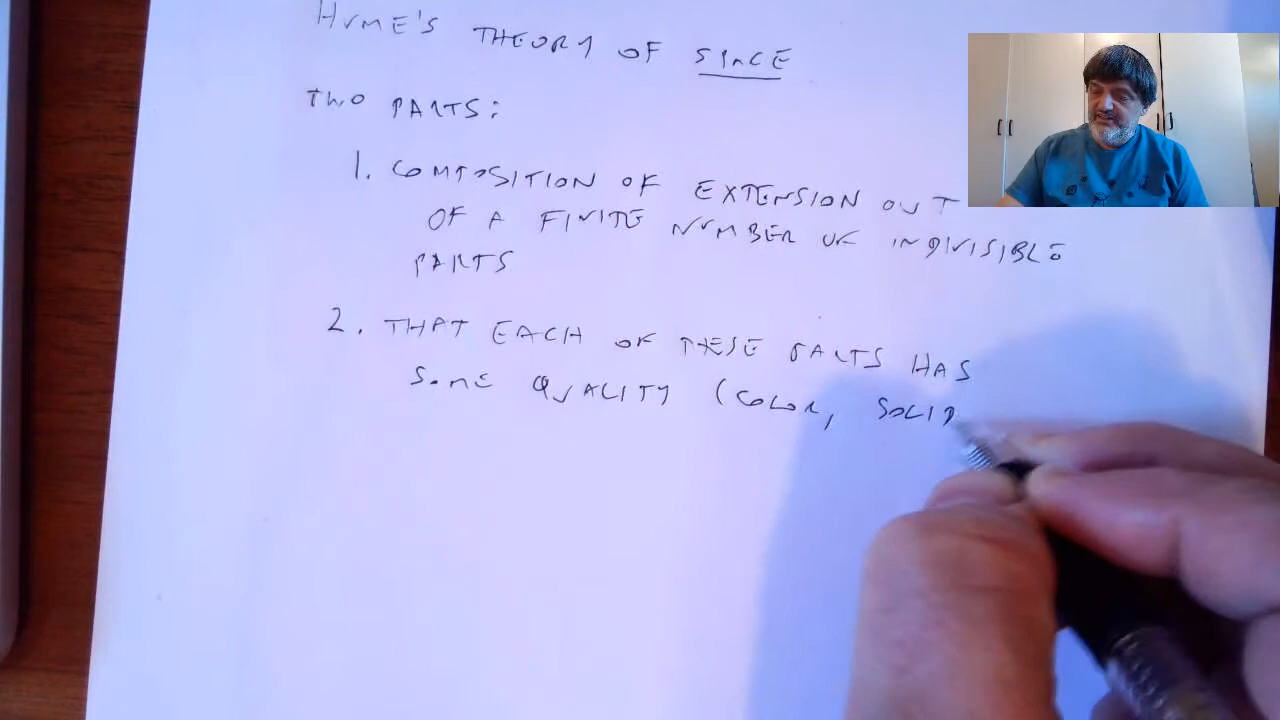 HUME'S THEORY OF SPACE
TWO PARTS:
1. COMPOSITION OF EXTENSION OUT
OF A FINITE NUMBER OF INDIVISIBLE
PARTS
2. THAT EACH OF THESE PARTS HAS
SOME QUALITY (COLOR, SOLID